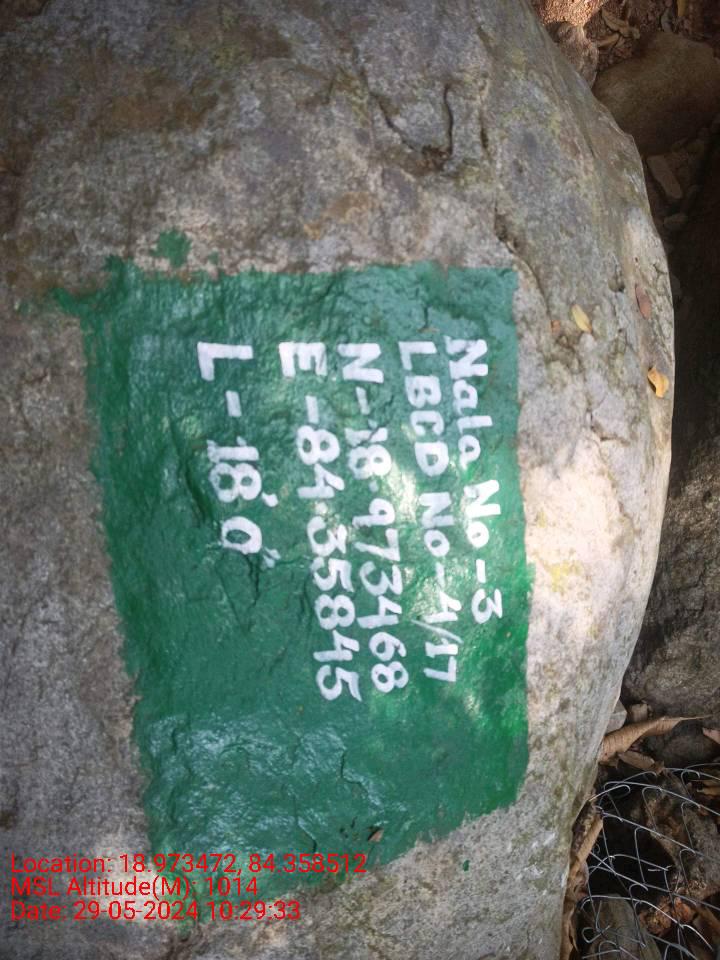 Nala No-3
LBCD No-4/17
N-18.973468
E-84.35845
L-18'0"
Location: 18.973472, 84.358512
MSL Altitude(M): 1014
Date: 29-05-2024 10:29:33